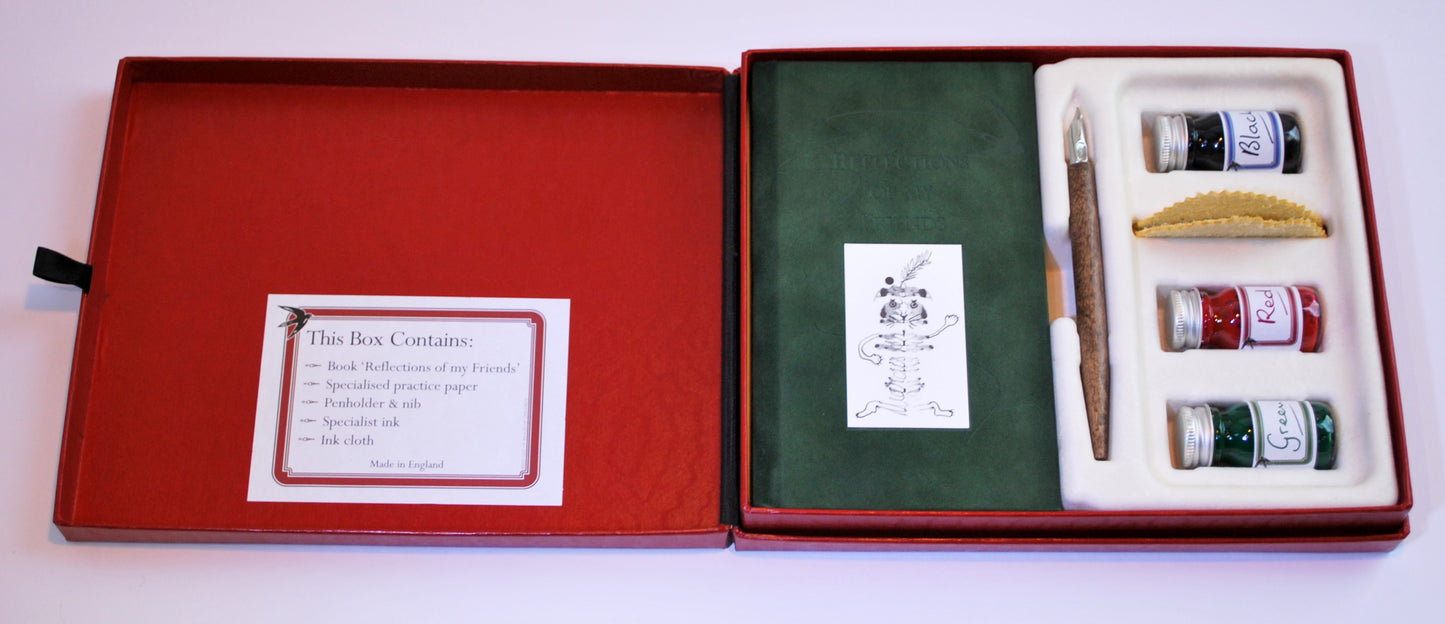 This Box Contains:
Book ‘Reflections of my Friends’
Specialised practice paper
Penholder & nib
Specialist ink
Ink cloth
Made in England
Reflections
of my
Friends
Black
Red
Green